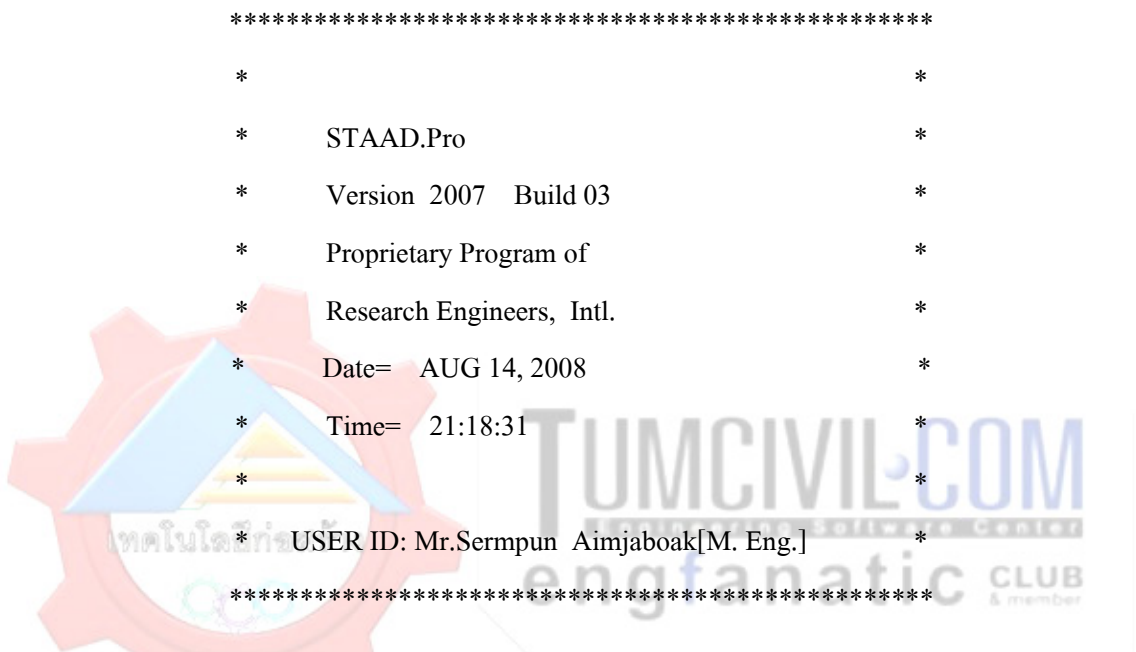 **************************************************
* *
* STAAD.Pro *
* Version 2007 Build 03 *
* Proprietary Program of *
* Research Engineers, Intl. *
* Date= AUG 14, 2008 *
* Time= 21:18:31 *
* *
* USER ID: Mr.Sermpun Aimjaboak[M. Eng.] *
**************************************************
TUMCIVIL.COM
Engineering Software Center
engfanatic CLUB
& member